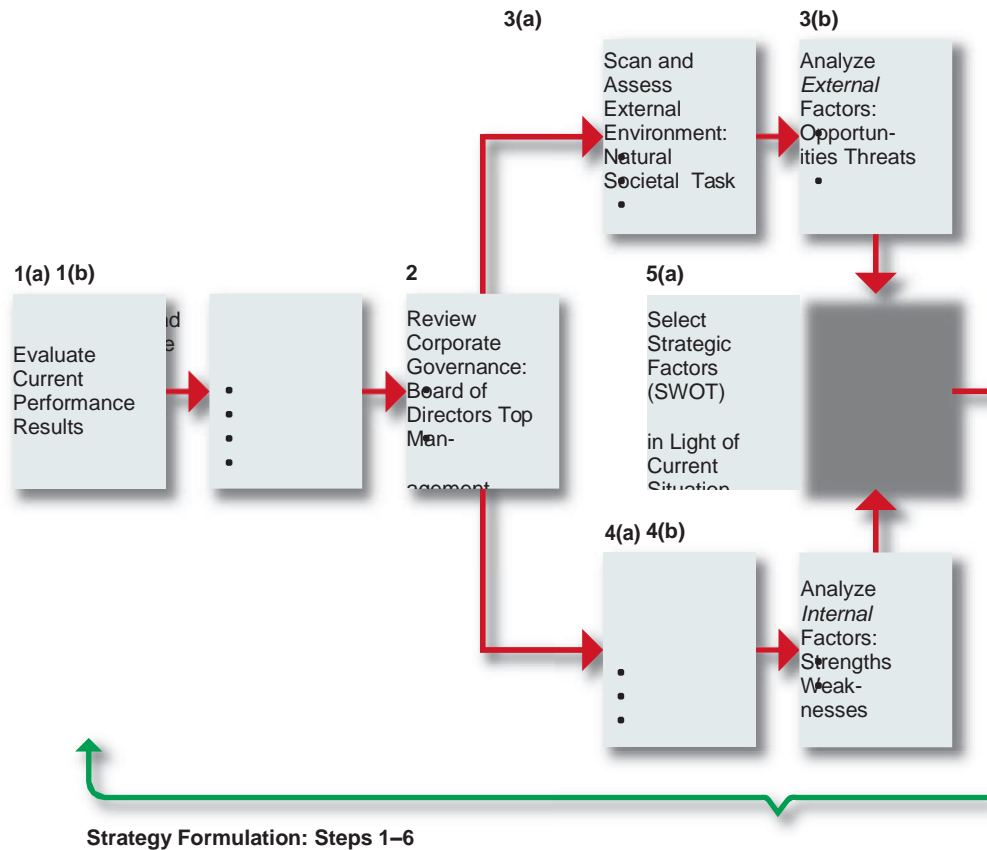 3(a)
3(b)
Scan and
Assess
External
Environment:
Natural
Societal Task
Analyze
External
Factors:
Opportun-
ities Threats
1(a) 1(b)
2
5(a)
Evaluate
Current
Performance
Results
Review
Corporate
Governance:
Board of
Directors Top
Man-
agement
Select
Strategic
Factors
(SWOT)
in Light of
Current
Situation
4(a) 4(b)
Analyze
Internal
Factors:
Strengths
Weak-
nesses
Strategy Formulation: Steps 1–6